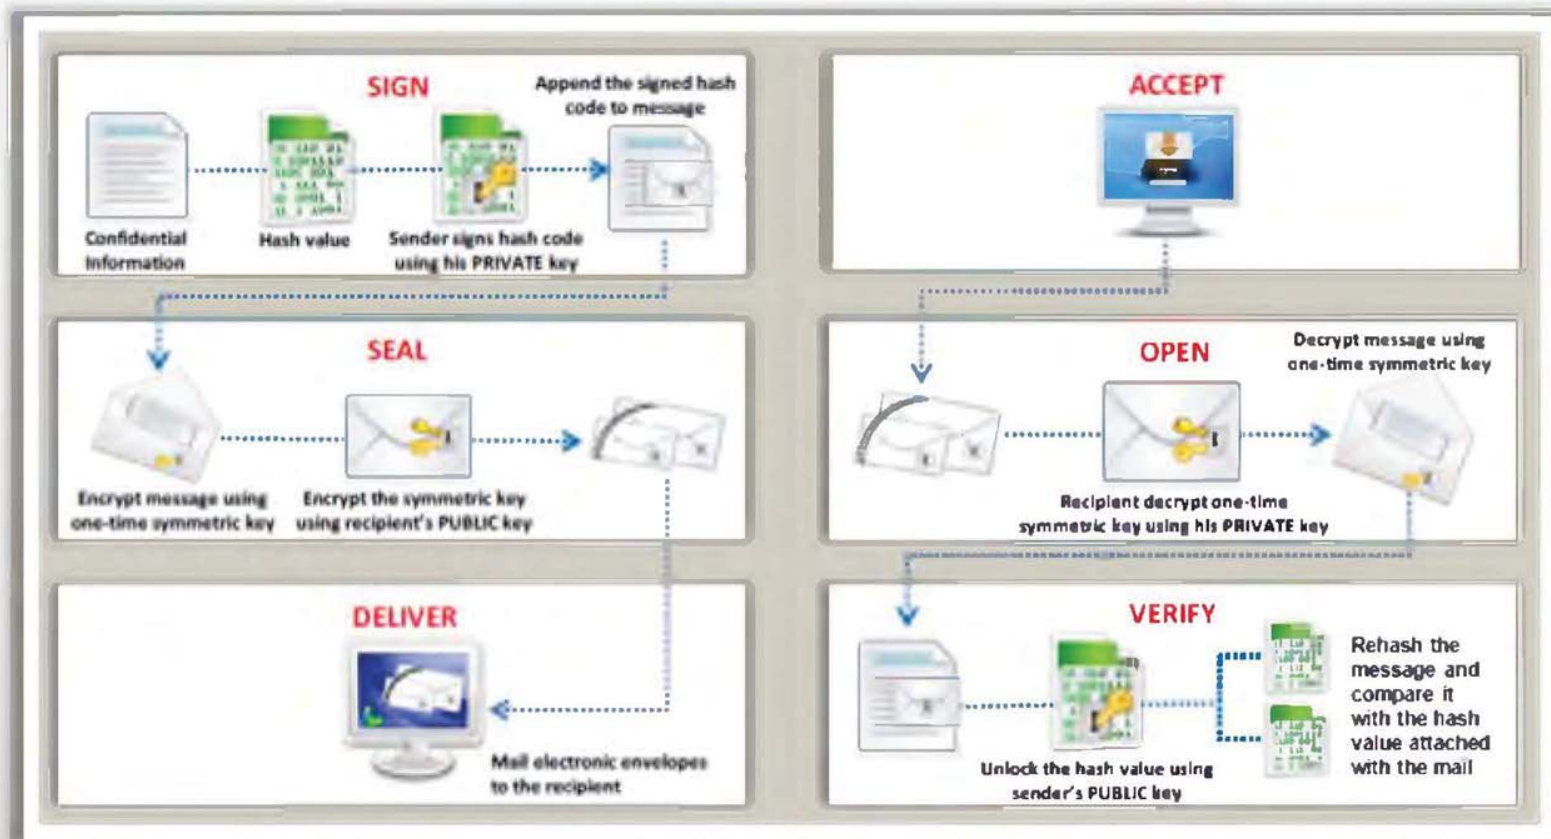 SIGN
Append the signed hash
code to message
Confidential
Information
Hash value
Sender signs hash code
using his PRIVATE key
SEAL
Encrypt message using
one-time symmetric key
Encrypt the symmetric key
using recipient's PUBLIC key
DELIVER
Mail electronic envelopes
to the recipient
ACCEPT
OPEN
Decrypt message using
one-time symmetric key
Recipient decrypt one-time
symmetric key using his PRIVATE key
VERIFY
Unlock the hash value using
sender's PUBLIC key
Rehash the
message and
compare it
with the hash
value attached
with the mail